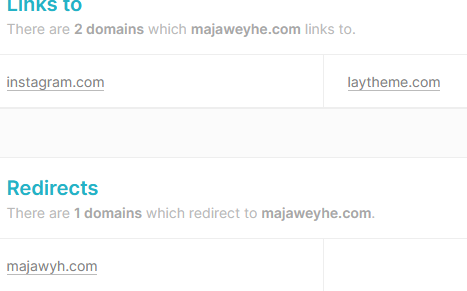 Links to
There are 2 domains which majaweyhe.com links to.
instagram.com laytheme.com
Redirects
There are 1 domains which redirect to majaweyhe.com.
majawyh.com